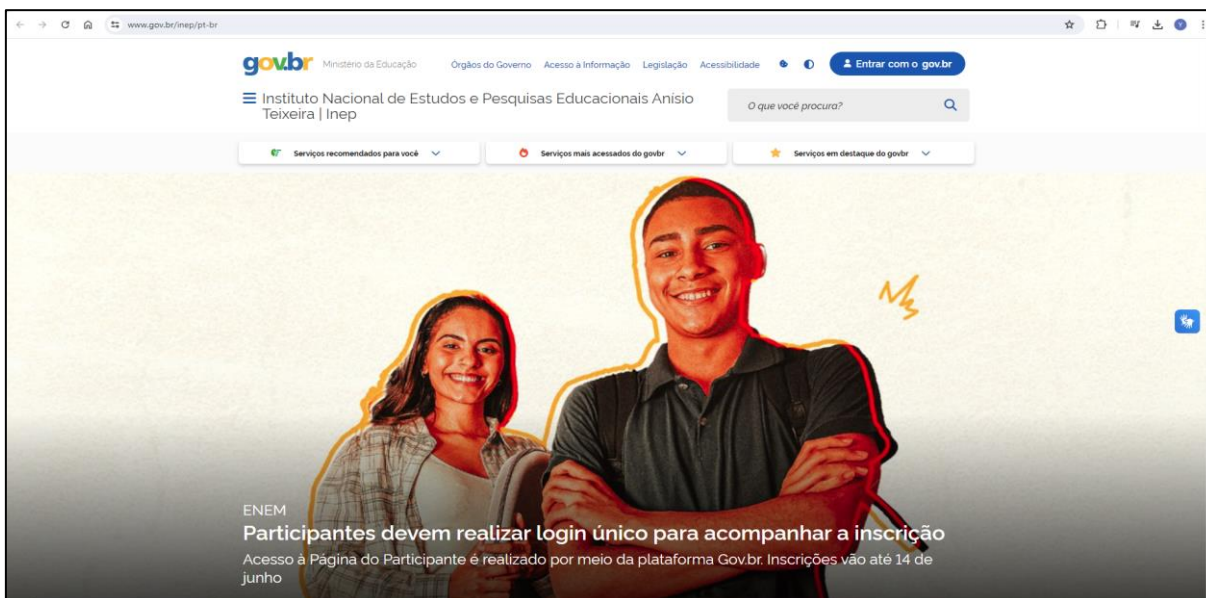 www.gov.br/inep/pt-br
gov.br
Ministério da Educação
Órgãos do Governo
Acesso à Informação
Legislação
Acessibilidade
Entrar com o gov.br
Instituto Nacional de Estudos e Pesquisas Educacionais Anísio
Teixeira | Inep
O que você procura?
Serviços recomendados para você
Serviços mais acessados do govbr
Serviços em destaque do govbr
ENEM
Participantes devem realizar login único para acompanhar a inscrição
Acesso à Página do Participante é realizado por meio da plataforma Gov.br. Inscrições vão até 14 de
junho